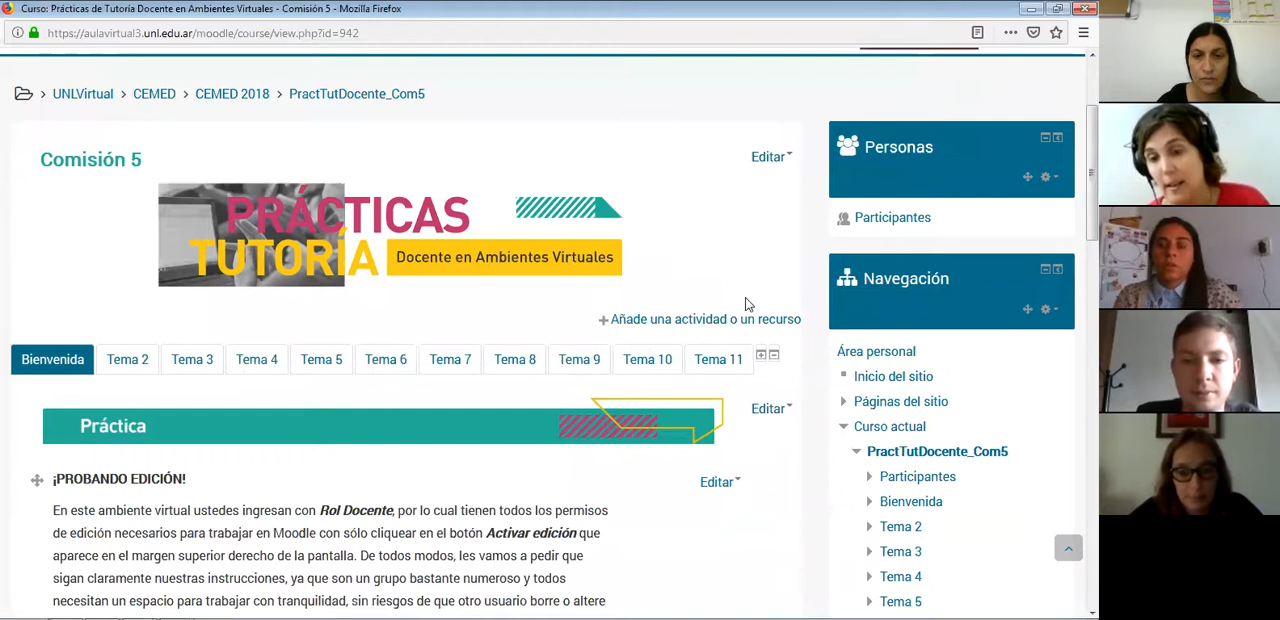 Curso: Prácticas de Tutoría Docente en Ambientes Virtuales - Comisión 5 - Mozilla Firefox
https://aulavirtual3.unl.edu.ar/moodle/course/view.php?id=942
UNLVirtual > CEMED > CEMED 2018 > PractTutDocente_Com5
Comisión 5
Editar
PRÁCTICAS
TUTORÍA
Docente en Ambientes Virtuales
Añade una actividad o un recurso
Bienvenida Tema 2 Tema 3 Tema 4 Tema 5 Tema 6 Tema 7 Tema 8 Tema 9 Tema 10 Tema 11
Editar
Práctica
¡PROBANDO EDICIÓN!
Editar
En este ambiente virtual ustedes ingresan con Rol Docente, por lo cual tienen todos los permisos
de edición necesarios para trabajar en Moodle con sólo cliquear en el botón Activar edición que
aparece en el margen superior derecho de la pantalla. De todos modos, les vamos a pedir que
sigan claramente nuestras instrucciones, ya que son un grupo bastante numeroso y todos
necesitan un espacio para trabajar con tranquilidad, sin riesgos de que otro usuario borre o altere
Personas
Participantes
Navegación
Área personal
Inicio del sitio
Páginas del sitio
Curso actual
PractTutDocente_Com5
Participantes
Bienvenida
Tema 2
Tema 3
Tema 4
Tema 5